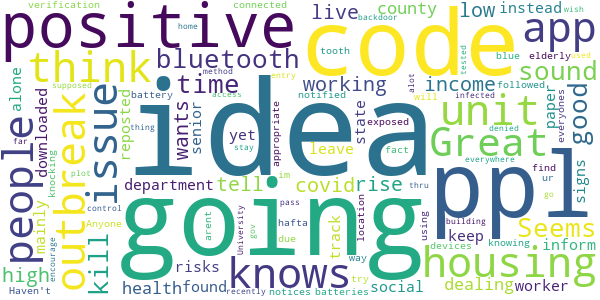 verification connected live county low instead backdoor wish
positive code app
home tooth blue elderly used
think bluetooth tested
time working income sound
issue method entry battery followed
alone reposted wants senior yet state paper good
people downloaded outbreak idea unit
access notified exposed will infected alot everyones
supposed thing stay appropriate leave fact Great denied
far knocking plot department tell covid rise ppl signs
mainly Anyone im thru everywhere
control arent University pass hafta track location find ur go
going using keep building knowing Seems
high kill risks gov due way devices housing inform
encourage health found knows try social dealing worker
Haven't recently notices batteries